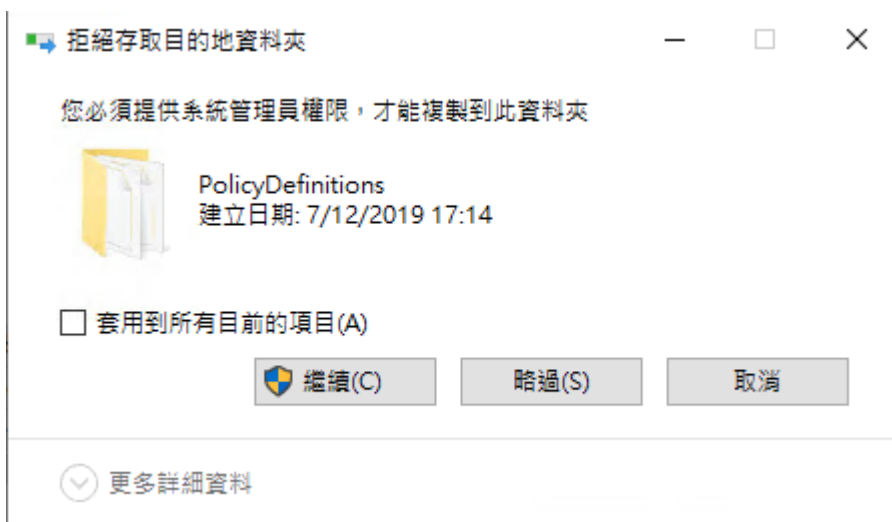 拒絕存取目的地資料夾
您必須提供系統管理員權限，才能複製到此資料夾
PolicyDefinitions
建立日期: 7/12/2019 17:14
套用到所有目前的項目(A)
繼續(C) 略過(S) 取消
更多詳細資料